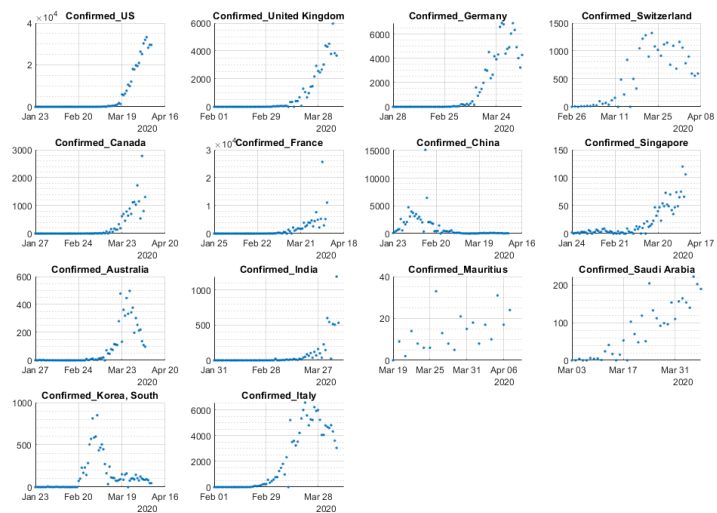 × 10⁴ Confirmed_US
4
2
0
Jan 23 Feb 20 Mar 19 Apr 16
2020
Confirmed_United Kingdom
6000
4000
2000
0
Feb 01 Feb 29 Mar 28
2020
Confirmed_Germany
6000
4000
2000
0
Jan 28 Feb 25 Mar 24
2020
Confirmed_Switzerland
1500
1000
500
0
Feb 26 Mar 11 Mar 25 Apr 08
2020
Confirmed_Canada
3000
2000
1000
0
Jan 27 Feb 24 Mar 23 Apr 20
2020
×10⁴ Confirmed_France
3
2
1
0
Jan 25 Feb 22 Mar 21 Apr 18
2020
Confirmed_China
15000
10000
5000
0
Jan 23 Feb 20 Mar 19 Apr 16
2020
Confirmed_Singapore
150
100
50
0
Jan 24 Feb 21 Mar 20 Apr 17
2020
Confirmed_Australia
600
400
200
0
Jan 27 Feb 24 Mar 23 Apr 20
2020
Confirmed_India
1000
500
0
Jan 31 Feb 28 Mar 27
2020
Confirmed_Mauritius
40
20
0
Mar 19 Mar 25 Mar 31 Apr 06
2020
Confirmed_Saudi Arabia
200
100
0
Mar 03 Mar 17 Mar 31
2020
Confirmed_Korea, South
1000
500
0
Jan 23 Feb 20 Mar 19 Apr 16
2020
Confirmed_Italy
6000
4000
2000
0
Feb 01 Feb 29 Mar 28
2020